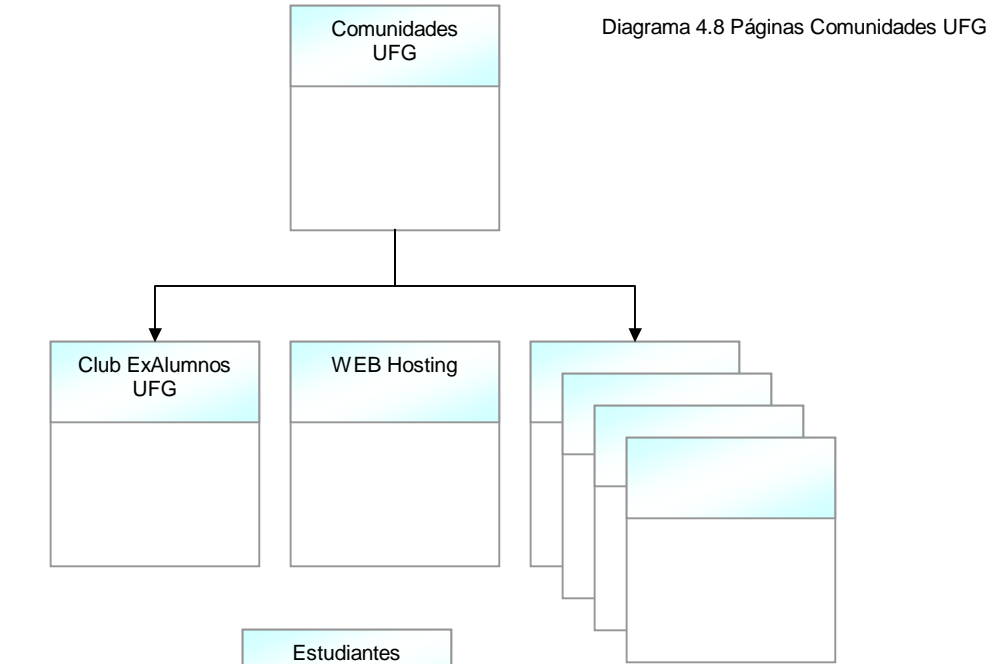 Comunidades
UFG
Diagrama 4.8 Páginas Comunidades UFG
Club ExAlumnos
UFG
WEB Hosting
Estudiantes